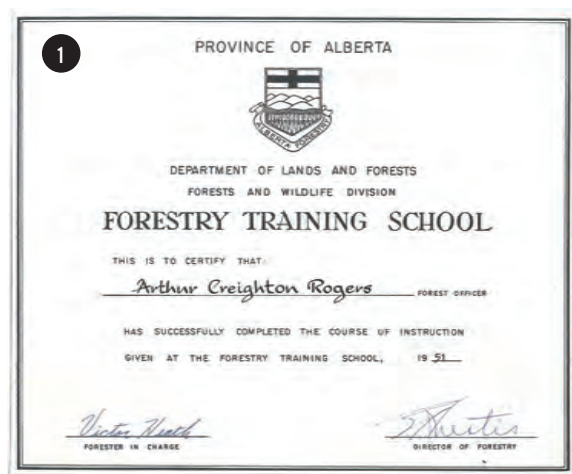 1
PROVINCE OF ALBERTA
ALBERTA FORESTRY
DEPARTMENT OF LANDS AND FORESTS
FORESTS AND WILDLIFE DIVISION
FORESTRY TRAINING SCHOOL
THIS IS TO CERTIFY THAT:
Arthur Creighton Rogers FOREST OFFICER
HAS SUCCESSFULLY COMPLETED THE COURSE OF INSTRUCTION
GIVEN AT THE FORESTRY TRAINING SCHOOL, 19 51
Victor Heath
FORESTER IN CHARGE
DIRECTOR OF FORESTRY